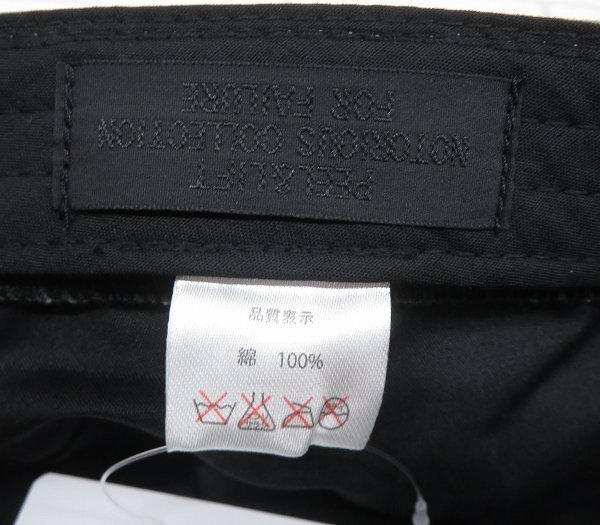 PEEL&LIFT
NOTORIOUS COLLECTION
FOR FAILURE
品質表示
綿 100%